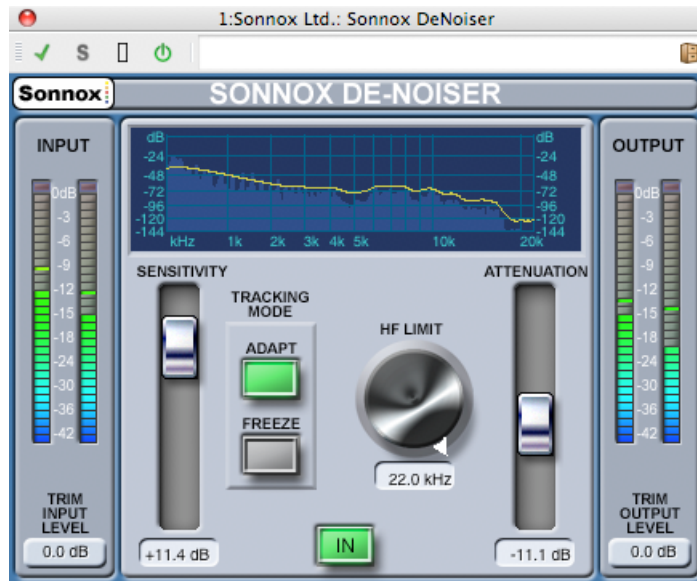 1:Sonnox Ltd.: Sonnox DeNoiser
S
Sonnox
SONNOX DE-NOISER
INPUT
0dB
-3
-6
-9
-12
-15
-18
-24
-30
-36
-42
TRIM
INPUT
LEVEL
0.0 dB
dB
-24
-48
-72
-96
-120
-144
kHz 1k 2k 3k 4k 5k 10k 20k
dB
-24
-48
-72
-96
-120
-144
SENSITIVITY
+11.4 dB
TRACKING
MODE
ADAPT
FREEZE
HF LIMIT
22.0 kHz
IN
ATTENUATION
-11.1 dB
OUTPUT
0dB
-3
-6
-9
-12
-15
-18
-24
-30
-36
-42
TRIM
OUTPUT
LEVEL
0.0 dB